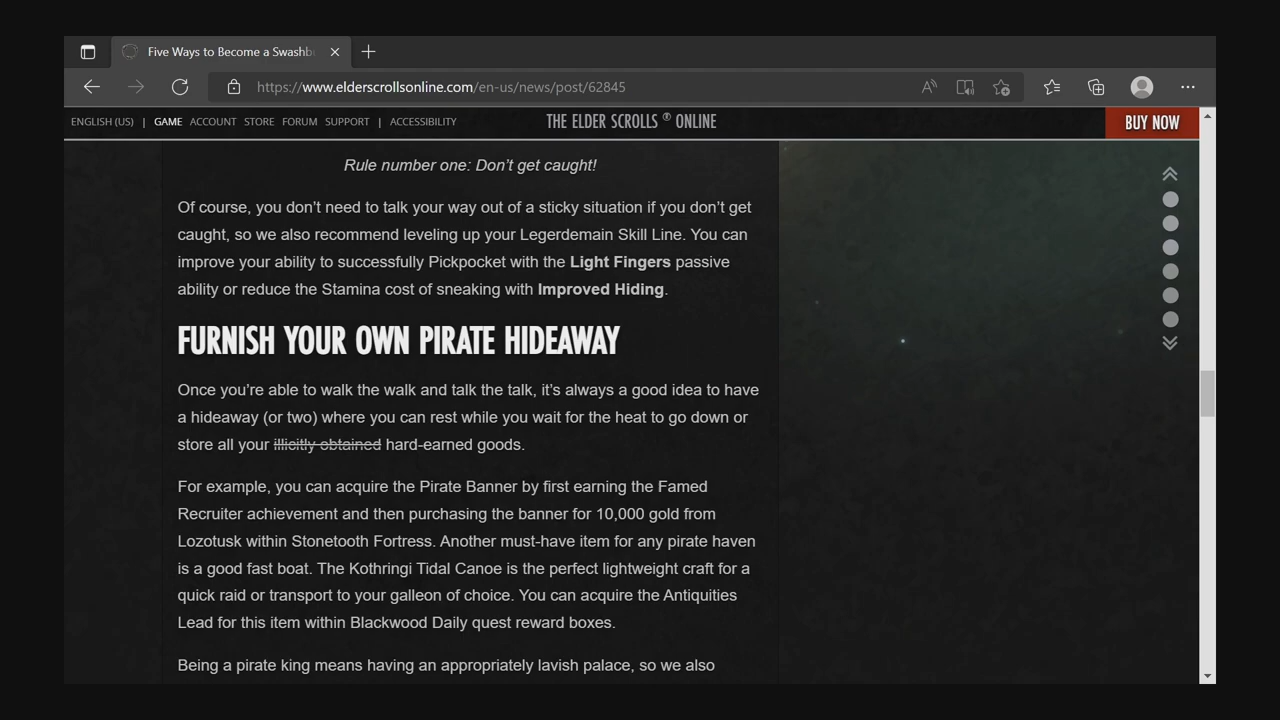 Five Ways to Become a Swashb
https://www.elderscrollsonline.com/en-us/news/post/62845
ENGLISH (US) | GAME ACCOUNT STORE FORUM SUPPORT | ACCESSIBILITY
THE ELDER SCROLLS ® ONLINE
BUY NOW
Rule number one: Don’t get caught!
Of course, you don’t need to talk your way out of a sticky situation if you don’t get
caught, so we also recommend leveling up your Legerdemain Skill Line. You can
improve your ability to successfully Pickpocket with the Light Fingers passive
ability or reduce the Stamina cost of sneaking with Improved Hiding.
FURNISH YOUR OWN PIRATE HIDEAWAY
Once you’re able to walk the walk and talk the talk, it’s always a good idea to have
a hideaway (or two) where you can rest while you wait for the heat to go down or
store all your illicitly obtained hard-earned goods.
For example, you can acquire the Pirate Banner by first earning the Famed
Recruiter achievement and then purchasing the banner for 10,000 gold from
Lozotusk within Stonetooth Fortress. Another must-have item for any pirate haven
is a good fast boat. The Kothringi Tidal Canoe is the perfect lightweight craft for a
quick raid or transport to your galleon of choice. You can acquire the Antiquities
Lead for this item within Blackwood Daily quest reward boxes.
Being a pirate king means having an appropriately lavish palace, so we also